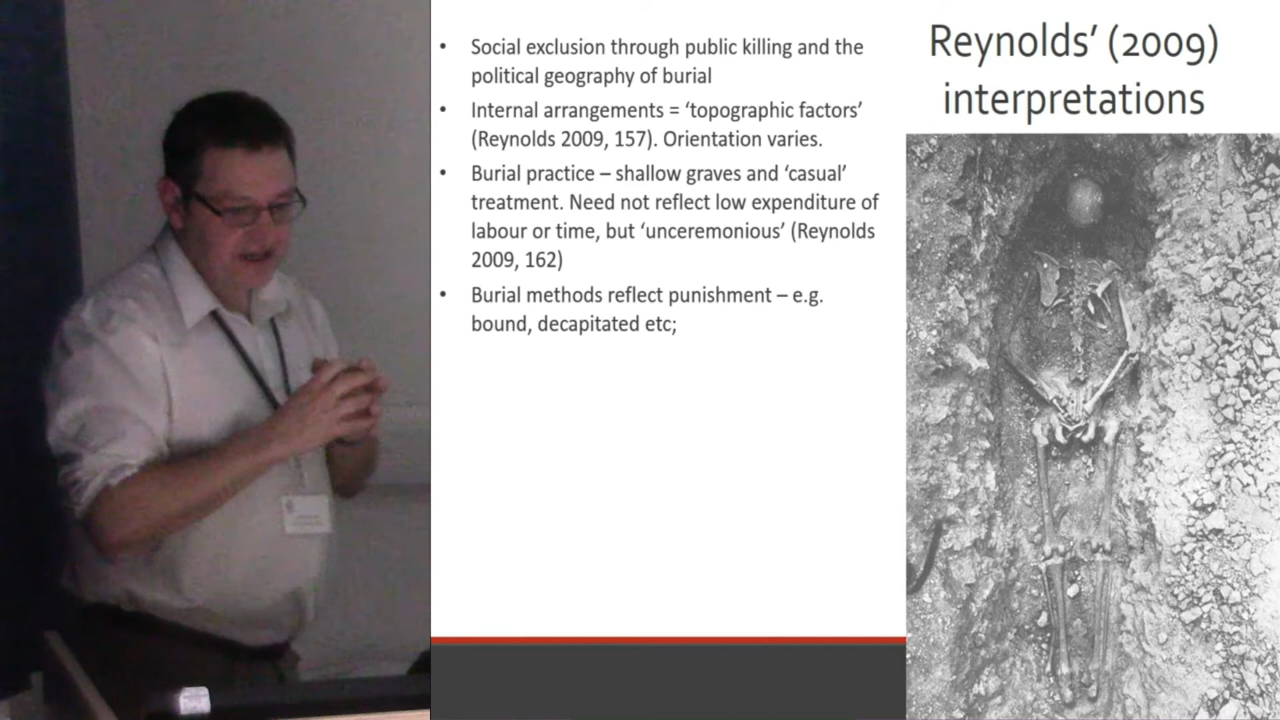 Reynolds’ (2009)
interpretations
• Social exclusion through public killing and the
political geography of burial
• Internal arrangements = ‘topographic factors’
(Reynolds 2009, 157). Orientation varies.
• Burial practice – shallow graves and ‘casual’
treatment. Need not reflect low expenditure of
labour or time, but ‘unceremonious’ (Reynolds
2009, 162)
• Burial methods reflect punishment – e.g.
bound, decapitated etc;